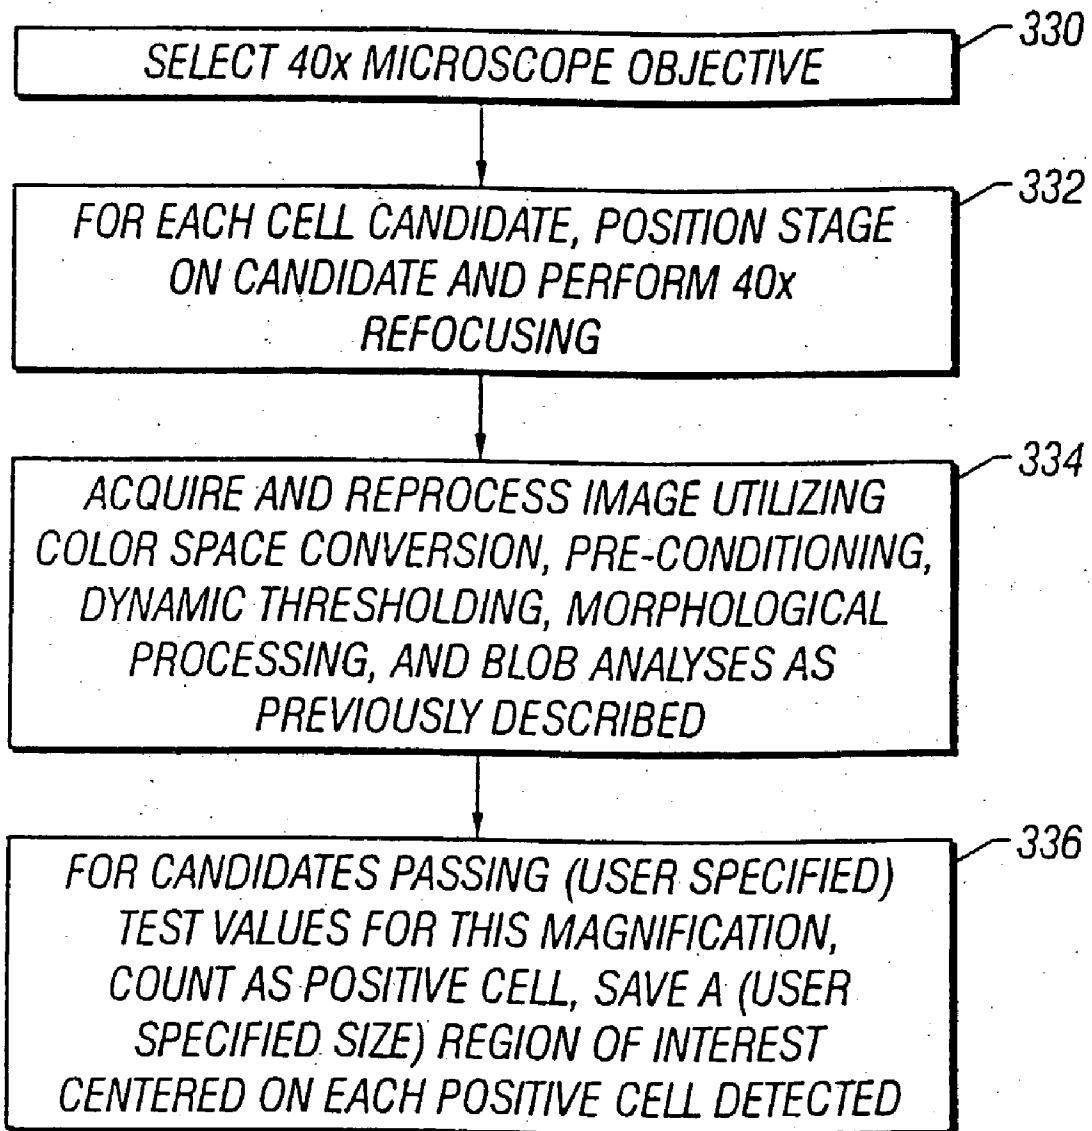 330
SELECT 40x MICROSCOPE OBJECTIVE
332
FOR EACH CELL CANDIDATE, POSITION STAGE
ON CANDIDATE AND PERFORM 40x
REFOCUSING
334
ACQUIRE AND REPROCESS IMAGE UTILIZING
COLOR SPACE CONVERSION, PRE-CONDITIONING,
DYNAMIC THRESHOLDING, MORPHOLOGICAL
PROCESSING, AND BLOB ANALYSES AS
PREVIOUSLY DESCRIBED
336
FOR CANDIDATES PASSING (USER SPECIFIED)
TEST VALUES FOR THIS MAGNIFICATION,
COUNT AS POSITIVE CELL, SAVE A (USER
SPECIFIED SIZE) REGION OF INTEREST
CENTERED ON EACH POSITIVE CELL DETECTED